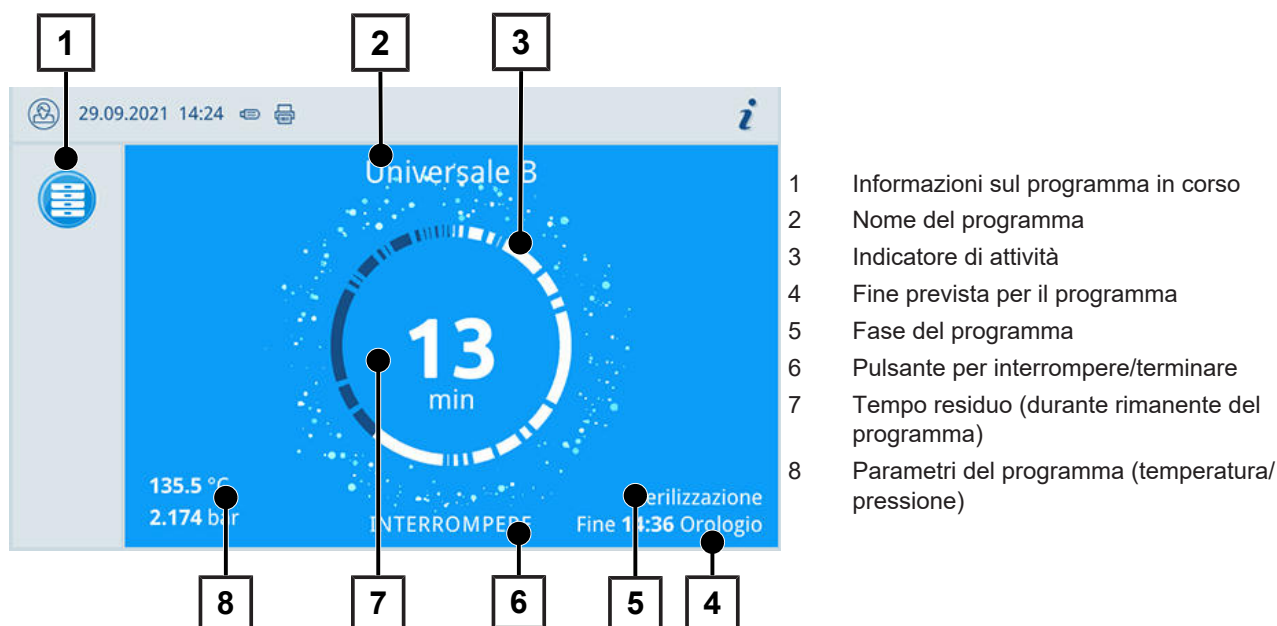 1
2
3
29.09.2021 14:24
i
Universale B
13
min
135.5 °C
2.174 bar
INTERROMPERE
Sterilizzazione
Fine 14:36 Orologio
8
7
6
5
4
1 Informazioni sul programma in corso
2 Nome del programma
3 Indicatore di attività
4 Fine prevista per il programma
5 Fase del programma
6 Pulsante per interrompere/terminare
7 Tempo residuo (durante rimanente del
programma)
8 Parametri del programma (temperatura/
pressione)